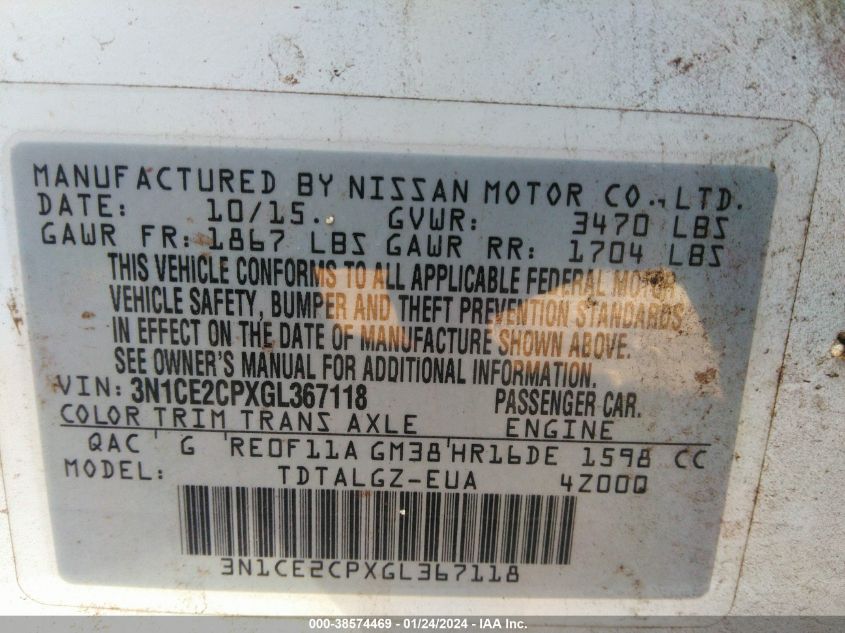 MANUFACTURED BY NISSAN MOTOR CO., LTD.
DATE: 10/15 GVWR: 3470 LBS
GAWR FR: 1867 LBS GAWR RR: 1704 LBS
THIS VEHICLE CONFORMS TO ALL APPLICABLE FEDERAL MOTOR
VEHICLE SAFETY, BUMPER AND THEFT PREVENTION STANDARDS
IN EFFECT ON THE DATE OF MANUFACTURE SHOWN ABOVE.
SEE OWNER'S MANUAL FOR ADDITIONAL INFORMATION.
VIN: 3N1CE2CPXGL367118 PASSENGER CAR.
COLOR TRIM TRANS AXLE ENGINE
QAC G RE0F11A GM38 HR16DE 1598 CC
MODEL: TDTALGZ-EUA 4Z00Q
3N1CE2CPXGL367118
000-38574469 - 01/24/2024 - IAA Inc.